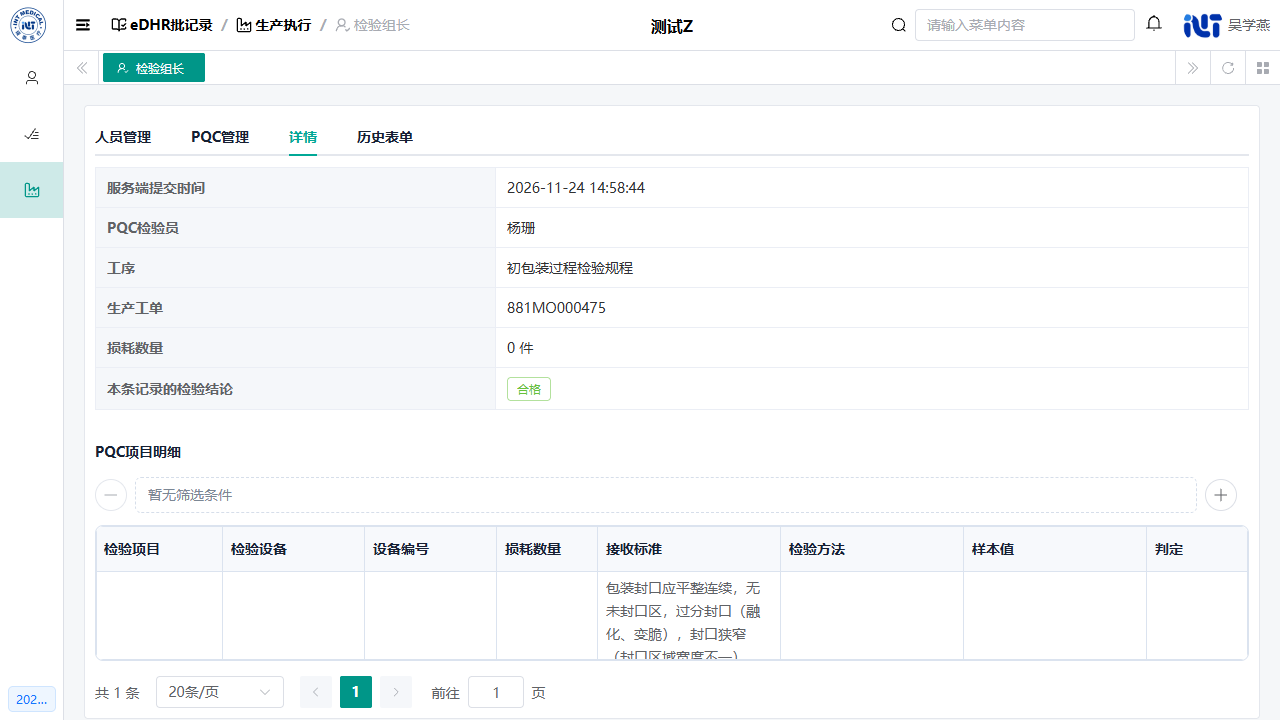 eDHR批记录 / 生产执行 / 检验组长
测试Z
请输入菜单内容
吴学燕
检验组长
人员管理 PQC管理 详情 历史表单
服务端提交时间 2026-11-24 14:58:44
PQC检验员 杨珊
工序 初包装过程检验规程
生产工单 881MO000475
损耗数量 0 件
本条记录的检验结论 合格
PQC项目明细
暂无筛选条件
检验项目 检验设备 设备编号 损耗数量 接收标准 检验方法 样本值 判定
包装封口应平整连续，无
未封口区，过分封口（融
化、变脆），封口狭窄
（封口区域宽度不一）
共 1 条 20条/页 1 前往 1 页
202...